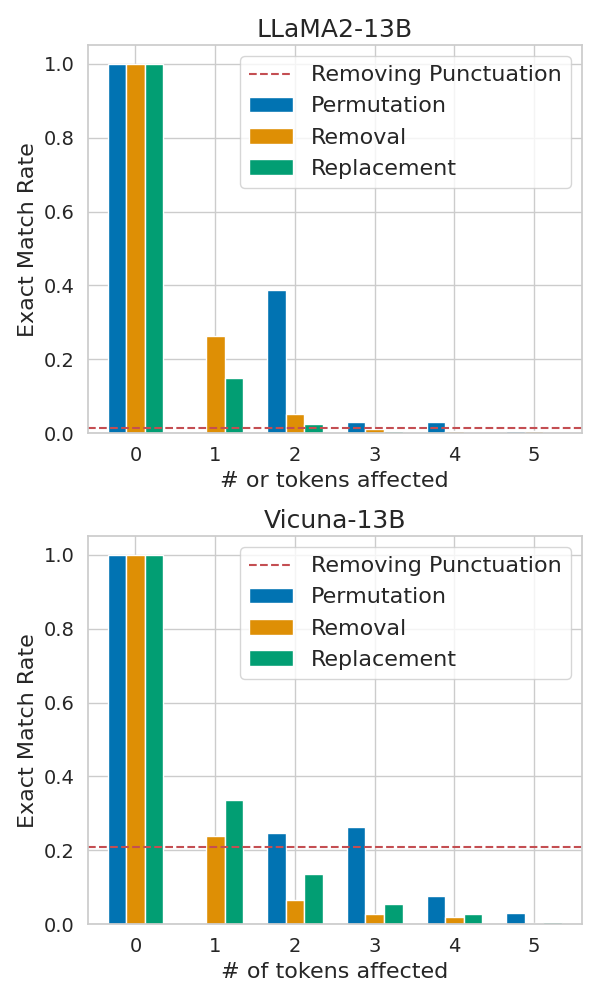 LLaMA2-13B
1.0
0.8
0.6
0.4
0.2
0.0
Exact Match Rate
Removing Punctuation
Permutation
Removal
Replacement
0 1 2 3 4 5
# or tokens affected
Vicuna-13B
1.0
0.8
0.6
0.4
0.2
0.0
Exact Match Rate
Removing Punctuation
Permutation
Removal
Replacement
0 1 2 3 4 5
# of tokens affected